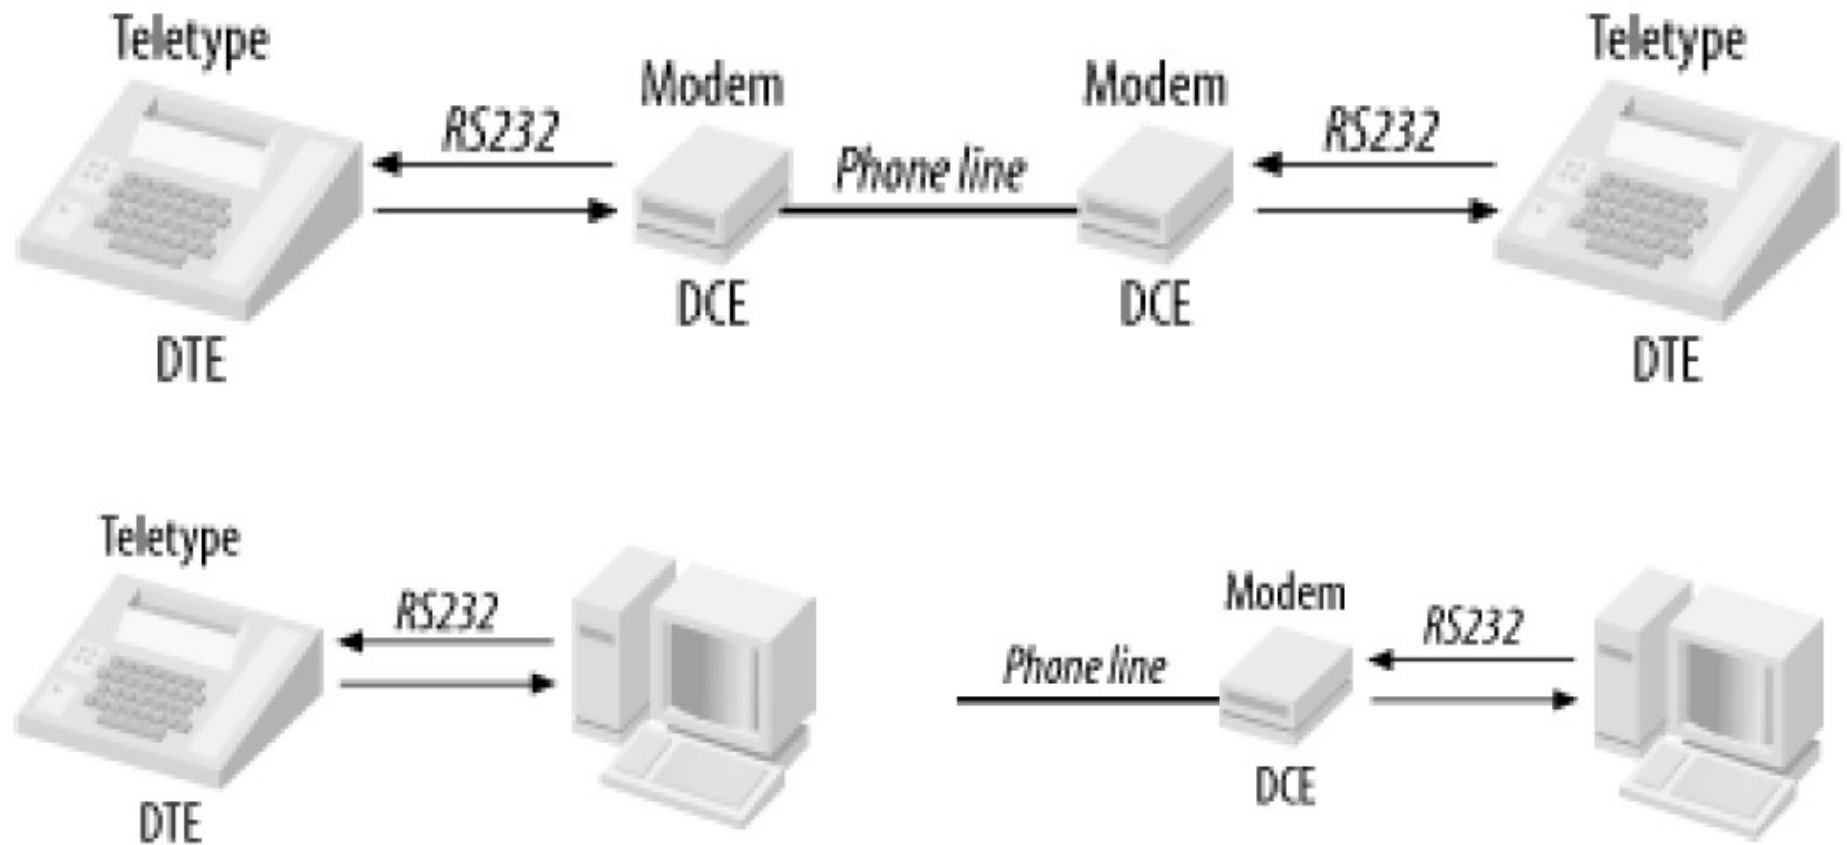 Teletype
Teletype
Modem
Modem
RS232
RS232
Phone line
DCE
DCE
DTE
DTE
Teletype
Modem
RS232
RS232
Phone line
DCE
DTE